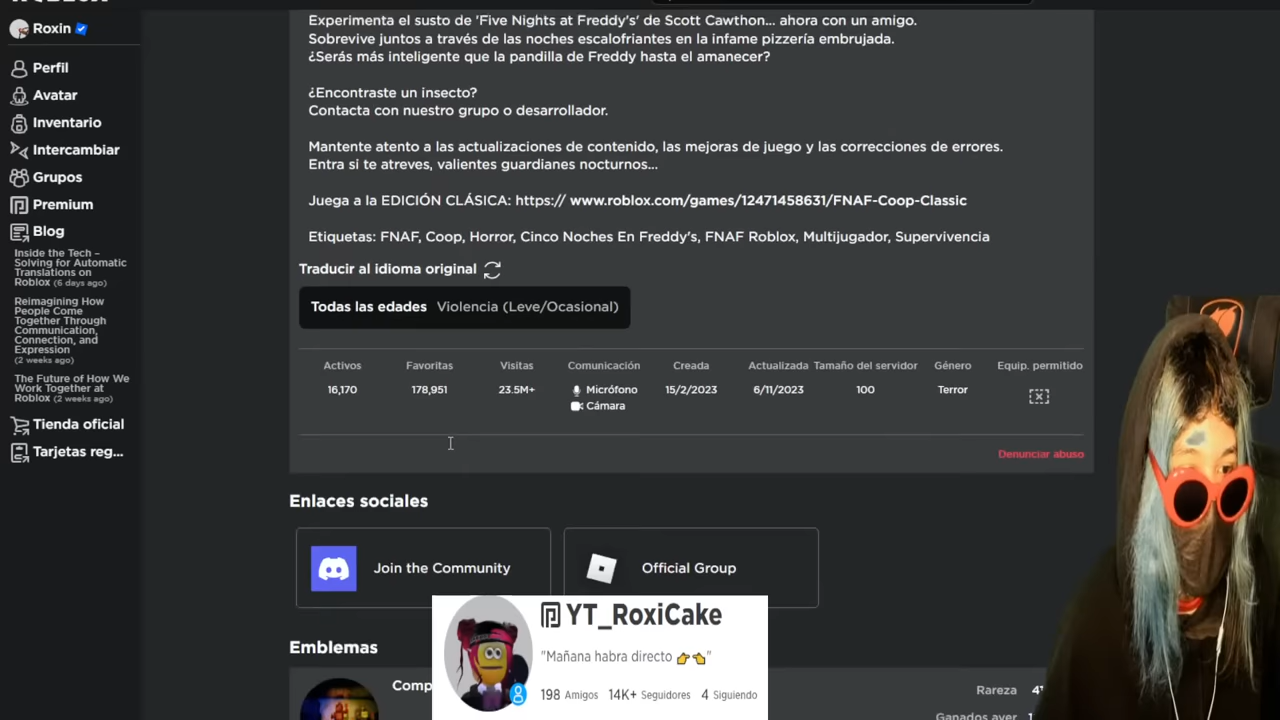 Roxin
Perfil
Avatar
Inventario
Intercambiar
Grupos
Premium
Blog
Inside the Tech –
Solving for Automatic
Translations on
Roblox (6 days ago)
Reimagining How
People Come
Together Through
Communication,
Connection, and
Expression
(2 weeks ago)
The Future of How We
Work Together at
Roblox (2 weeks ago)
Tienda oficial
Tarjetas reg...
Experimenta el susto de 'Five Nights at Freddy's' de Scott Cawthon... ahora con un amigo.
Sobrevive juntos a través de las noches escalofriantes en la infame pizzería embrujada.
¿Serás más inteligente que la pandilla de Freddy hasta el amanecer?
¿Encontraste un insecto?
Contacta con nuestro grupo o desarrollador.
Mantente atento a las actualizaciones de contenido, las mejoras de juego y las correcciones de errores.
Entra si te atreves, valientes guardianes nocturnos...
Juega a la EDICIÓN CLÁSICA: https:// www.roblox.com/games/12471458631/FNAF-Coop-Classic
Etiquetas: FNAF, Coop, Horror, Cinco Noches En Freddy's, FNAF Roblox, Multijugador, Supervivencia
Traducir al idioma original
Todas las edades Violencia (Leve/Ocasional)
Activos Favoritas Visitas Comunicación Creada Actualizada Tamaño del servidor Género Equip. permitido
16,170 178,951 23.5M+ Micrófono 15/2/2023 6/11/2023 100 Terror
Cámara
Denunciar abuso
Enlaces sociales
Join the Community Official Group
YT_RoxiCake
"Mañana habra directo 👉👈"
198 Amigos 14K+ Seguidores 4 Siguiendo
Emblemas
Comp
Rareza
Ganados ayer